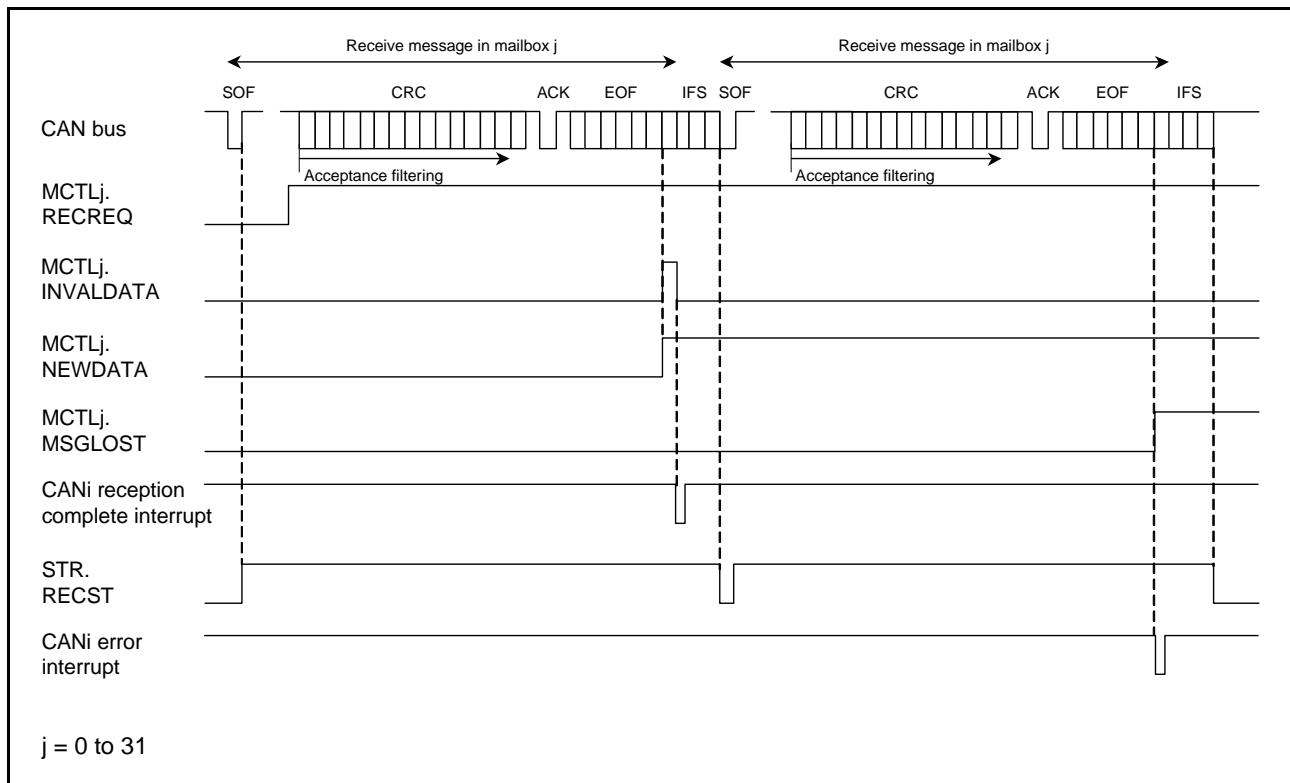 Receive message in mailbox j
Receive message in mailbox j
SOF CRC ACK EOF IFS SOF CRC ACK EOF IFS
CAN bus
Acceptance filtering
Acceptance filtering
MCTLj.
RECREQ
MCTLj.
INVALDATA
MCTLj.
NEWDATA
MCTLj.
MSGLOST
CANi reception
complete interrupt
STR.
RECST
CANi error
interrupt
j = 0 to 31